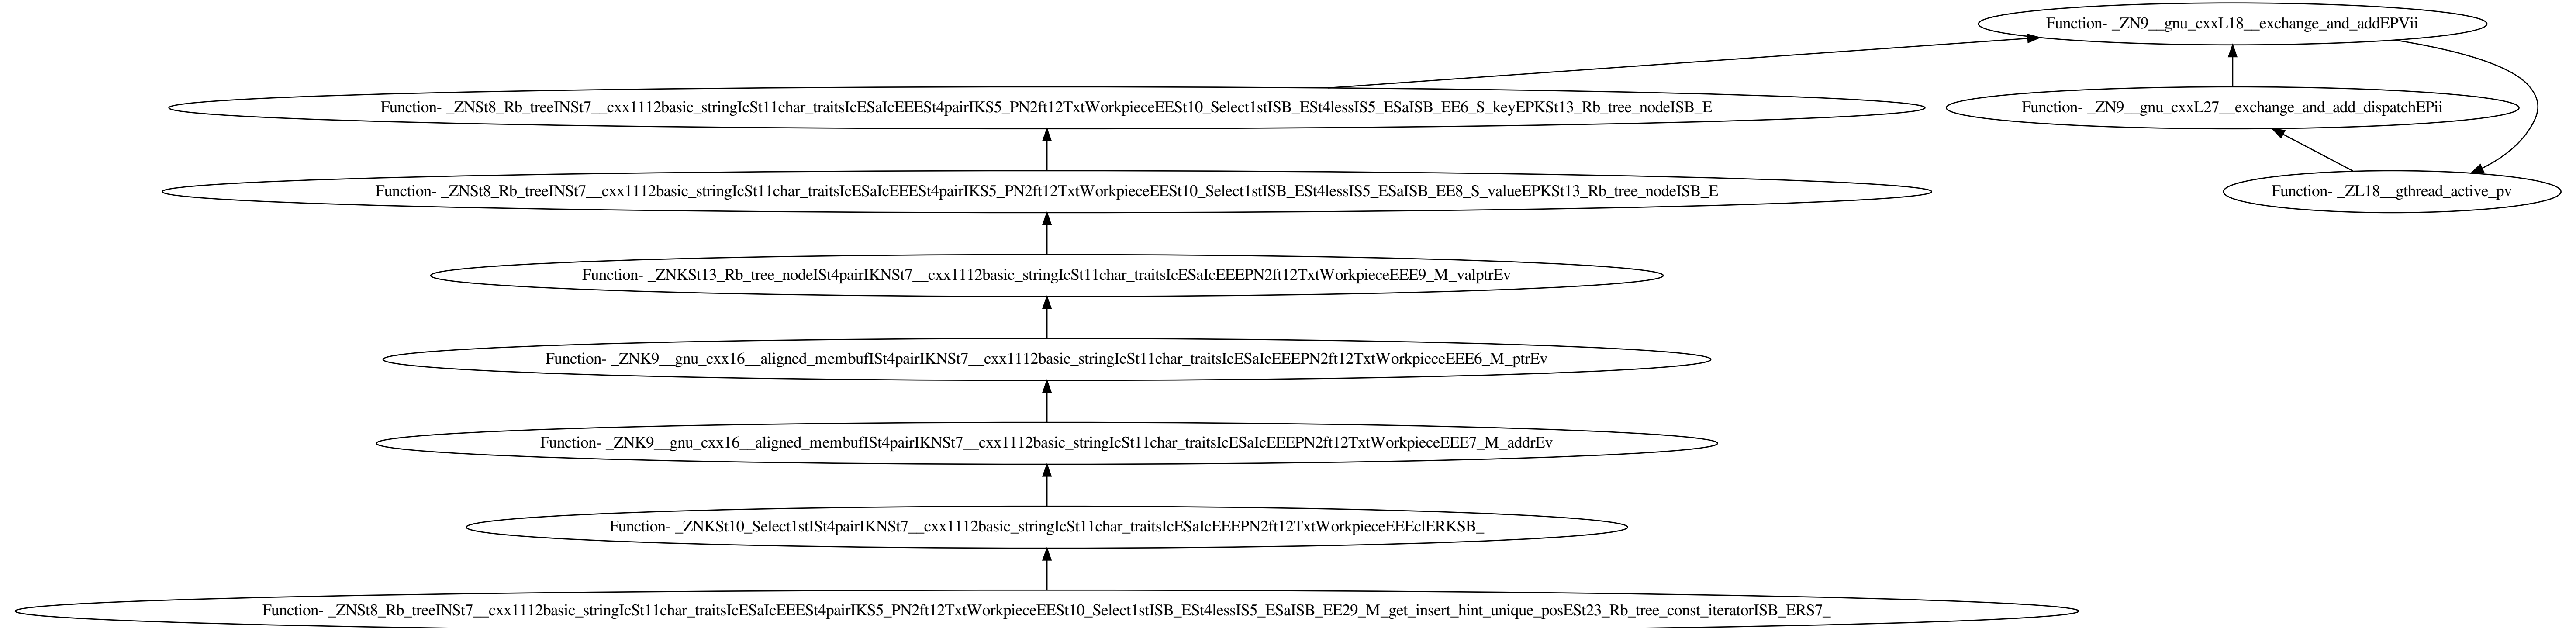 Function- _ZN9__gnu_cxxL18__exchange_and_addEPVii
Function- _ZNSt8_Rb_treeINSt7__cxx1112basic_stringIcSt11char_traitsIcESaIcEEESt4pairIKS5_PN2ft12TxtWorkpieceEESt10_Select1stISB_ESt4lessIS5_ESaISB_EE6_S_keyEPKSt13_Rb_tree_nodeISB_E
Function- _ZN9__gnu_cxxL27__exchange_and_add_dispatchEPii
Function- _ZNSt8_Rb_treeINSt7__cxx1112basic_stringIcSt11char_traitsIcESaIcEEESt4pairIKS5_PN2ft12TxtWorkpieceEESt10_Select1stISB_ESt4lessIS5_ESaISB_EE8_S_valueEPKSt13_Rb_tree_nodeISB_E
Function- _ZL18__gthread_active_pv
Function- _ZNKSt13_Rb_tree_nodeISt4pairIKNSt7__cxx1112basic_stringIcSt11char_traitsIcESaIcEEEPN2ft12TxtWorkpieceEEE9_M_valptrEv
Function- _ZNK9__gnu_cxx16__aligned_membufISt4pairIKNSt7__cxx1112basic_stringIcSt11char_traitsIcESaIcEEEPN2ft12TxtWorkpieceEEE6_M_ptrEv
Function- _ZNK9__gnu_cxx16__aligned_membufISt4pairIKNSt7__cxx1112basic_stringIcSt11char_traitsIcESaIcEEEPN2ft12TxtWorkpieceEEE7_M_addrEv
Function- _ZNKSt10_Select1stISt4pairIKNSt7__cxx1112basic_stringIcSt11char_traitsIcESaIcEEEPN2ft12TxtWorkpieceEEEclERKSB_
Function- _ZNSt8_Rb_treeINSt7__cxx1112basic_stringIcSt11char_traitsIcESaIcEEESt4pairIKS5_PN2ft12TxtWorkpieceEESt10_Select1stISB_ESt4lessIS5_ESaISB_EE29_M_get_insert_hint_unique_posESt23_Rb_tree_const_iteratorISB_ERS7_